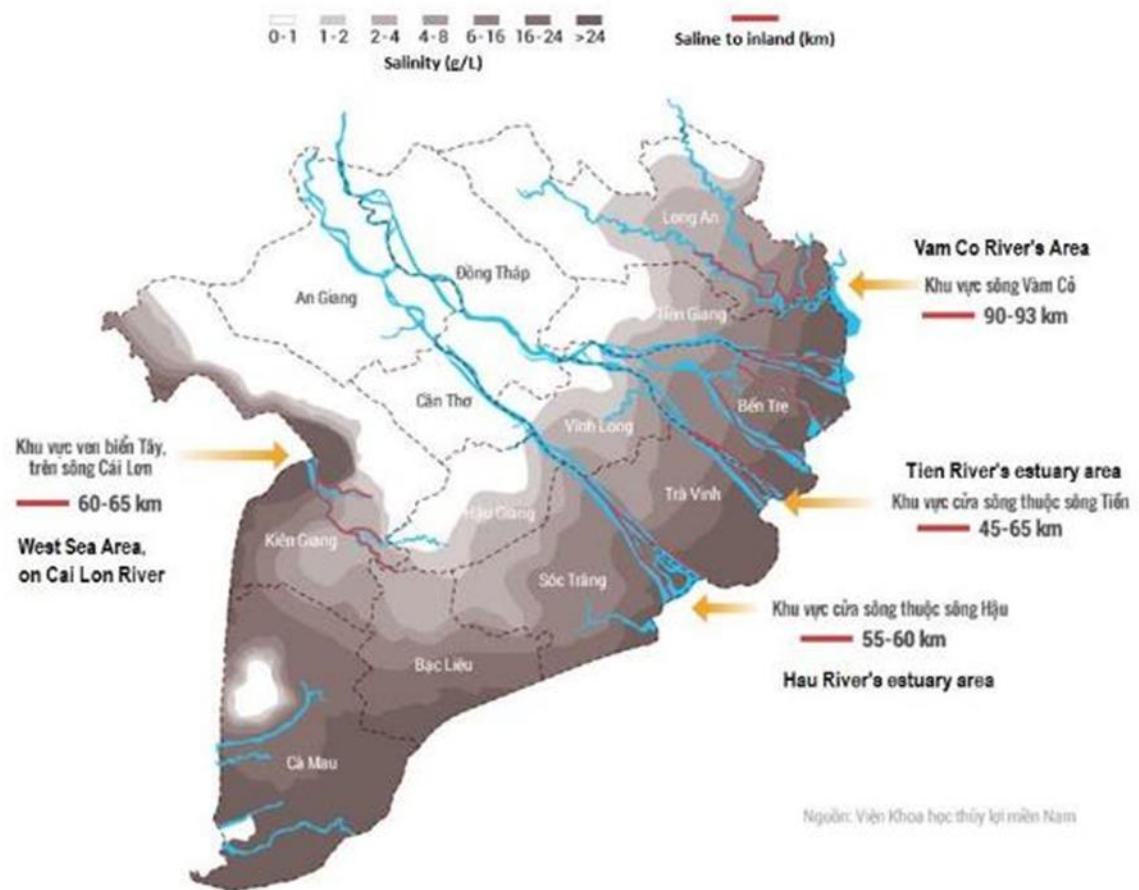 0-1 1-2 2-4 4-8 6-16 16-24 >24
Salinity (g/L)
Saline to inland (km)
Long An
Vam Co River's Area
Khu vực sông Vàm Cỏ
90-93 km
Đồng Tháp
An Giang
Tiền Giang
Cần Thơ
Bến Tre
Vĩnh Long
Khu vực ven biển Tây,
trên sông Cái Lớn
60-65 km
West Sea Area,
on Cai Lon River
Trà Vinh
Tien River's estuary area
Khu vực cửa sông thuộc sông Tiền
45-65 km
Hậu Giang
Kiên Giang
Sóc Trăng
Khu vực cửa sông thuộc sông Hậu
55-60 km
Hau River's estuary area
Bạc Liêu
Cà Mau
Nguồn: Viện Khoa học thủy lợi miền Nam